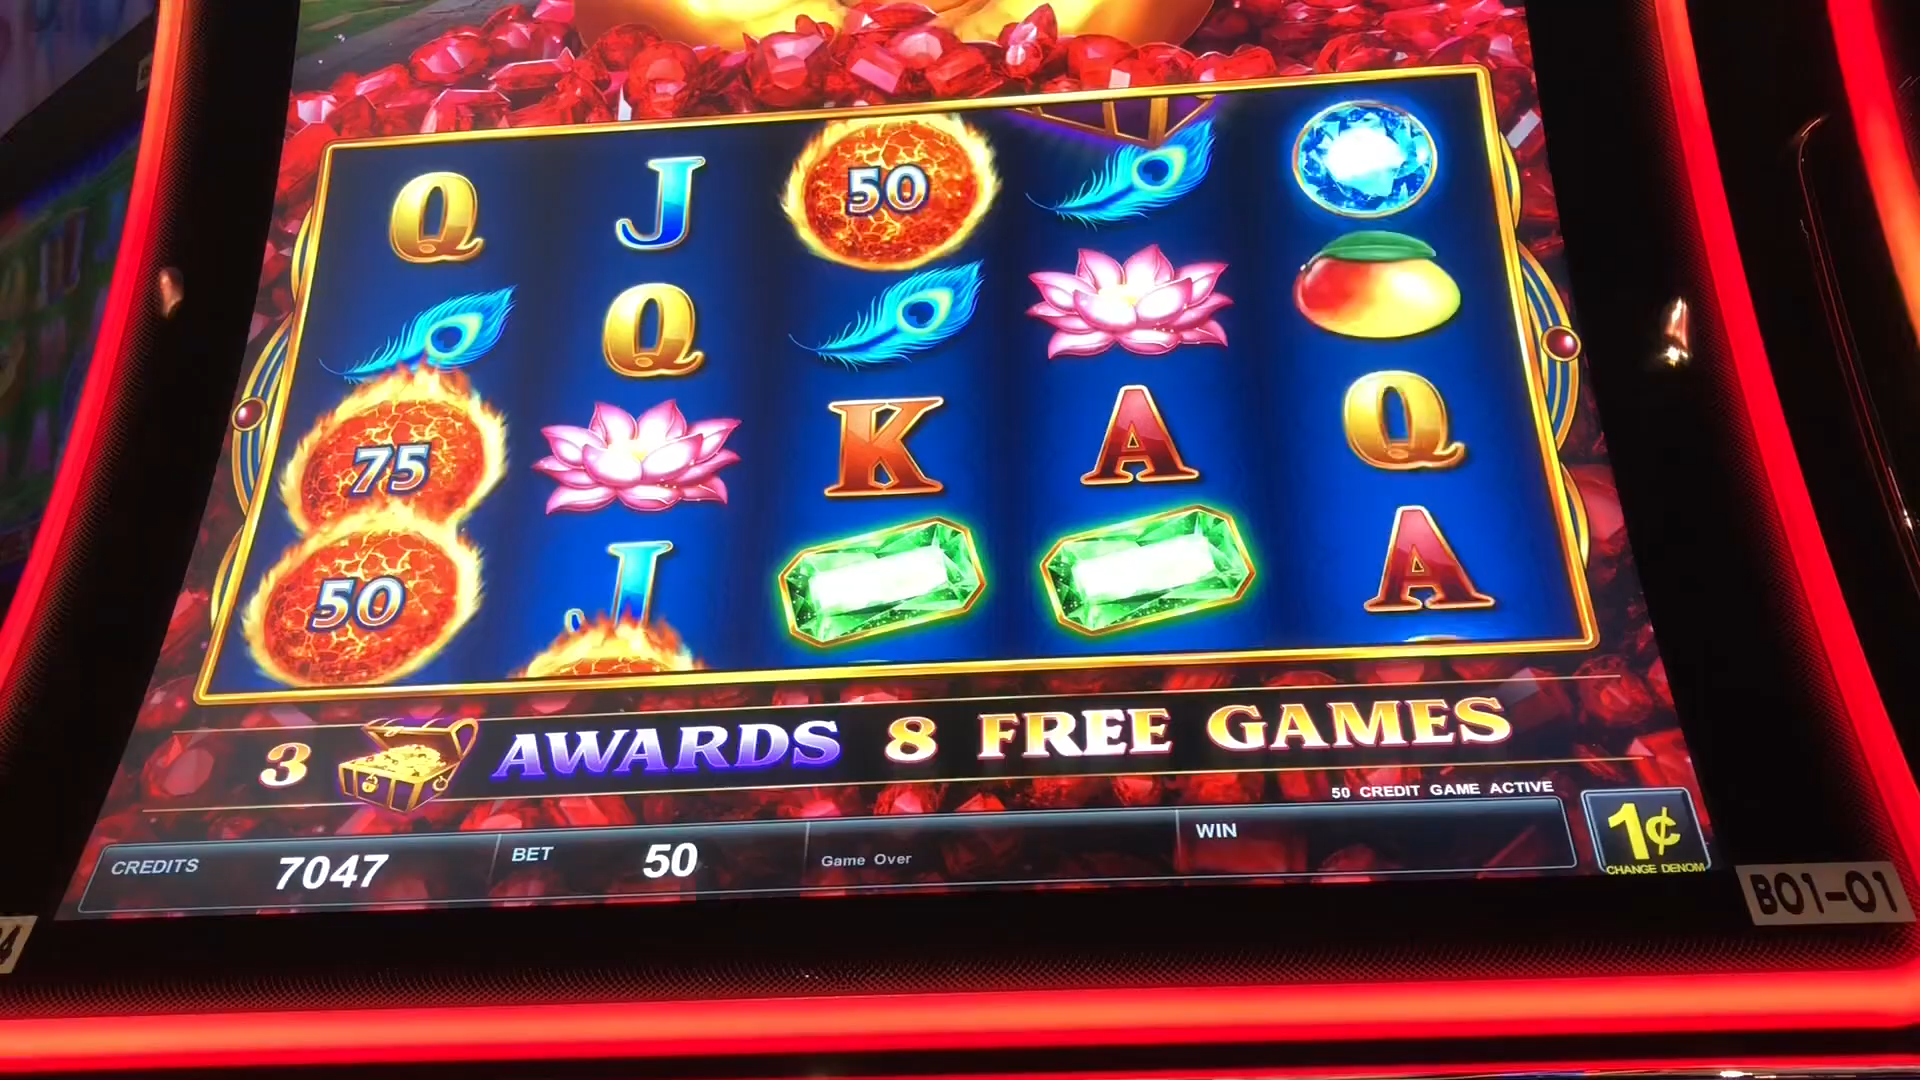 Q J 50
Q
75 K A Q
50 J A
3 AWARDS 8 FREE GAMES
50 CREDIT GAME ACTIVE
CREDITS 7047 BET 50 Game Over WIN 1¢
CHANGE DENOM
B01-01
4